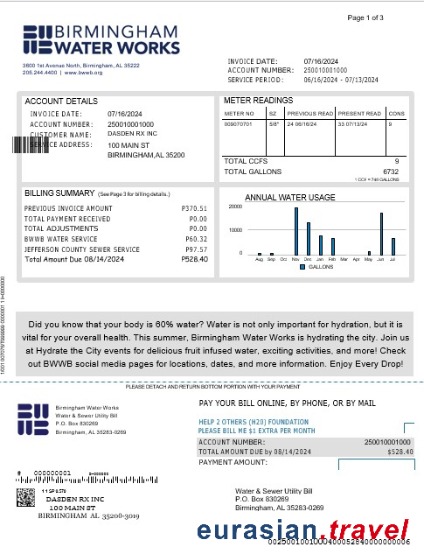 Page 1 of 3
BIRMINGHAM
WATER WORKS
3600 1st Avenue North, Birmingham, AL 35222
205.244.4400 | www.bwwb.org
INVOICE DATE: 07/16/2024
ACCOUNT NUMBER: 250010001000
SERVICE PERIOD: 06/16/2024 - 07/13/2024
ACCOUNT DETAILS
INVOICE DATE: 07/16/2024
ACCOUNT NUMBER: 250010001000
CUSTOMER NAME: DASDEN RX INC
SERVICE ADDRESS: 100 MAIN ST
BIRMINGHAM,AL 35200
METER READINGS
METER NO SZ PREVIOUS READ PRESENT READ CONS
009070701 5/8" 24 06/16/24 33 07/13/24 9
TOTAL CCFS 9
TOTAL GALLONS 6732
1 CCF = 748 GALLONS
BILLING SUMMARY (See Page 3 for billing details.)
PREVIOUS INVOICE AMOUNT P370.51
TOTAL PAYMENT RECEIVED P0.00
TOTAL ADJUSTMENTS P0.00
BWWB WATER SERVICE P60.32
JEFFERSON COUNTY SEWER SERVICE P97.57
Total Amount Due 08/14/2024 P528.40
ANNUAL WATER USAGE
20000
10000
0
Aug Sep Oct Nov Dec Jan Feb Mar Apr May Jun Jul
GALLONS
Did you know that your body is 60% water? Water is not only important for hydration, but it is
vital for your overall health. This summer, Birmingham Water Works is hydrating the city. Join us
at Hydrate the City events for delicious fruit infused water, exciting activities, and more! Check
out BWWB social media pages for locations, dates, and more information. Enjoy Every Drop!
PLEASE DETACH AND RETURN BOTTOM PORTION WITH YOUR PAYMENT
Birmingham Water Works
Water & Sewer Utility Bill
P.O. Box 830269
Birmingham, AL 35283-0269
PAY YOUR BILL ONLINE, BY PHONE, OR BY MAIL
HELP 2 OTHERS (H2O) FOUNDATION
PLEASE BILL ME $1 EXTRA PER MONTH
ACCOUNT NUMBER: 250010001000
TOTAL AMOUNT DUE by 08/14/2024 $528.40
PAYMENT AMOUNT:
# 000000001
DASDEN RX INC
100 MAIN ST
BIRMINGHAM AL 35200-3019
Water & Sewer Utility Bill
P.O. Box 830269
Birmingham, AL 35283-0269
eurasian.travel